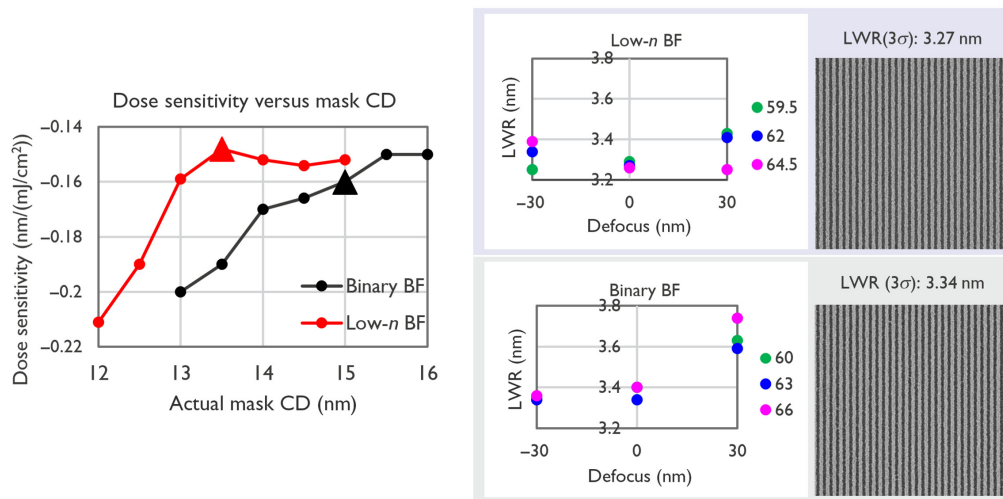 Dose sensitivity versus mask CD
Dose sensitivity (nm/(mJ/cm²))
−0.14
−0.16
−0.18
−0.2
−0.22
12 13 14 15 16
Actual mask CD (nm)
Binary BF
Low-n BF
Low-n BF
LWR (nm)
3.8
3.6
3.4
3.2
−30 0 30
Defocus (nm)
59.5
62
64.5
LWR(3σ): 3.27 nm
Binary BF
LWR (nm)
3.8
3.6
3.4
3.2
−30 0 30
Defocus (nm)
60
63
66
LWR (3σ): 3.34 nm